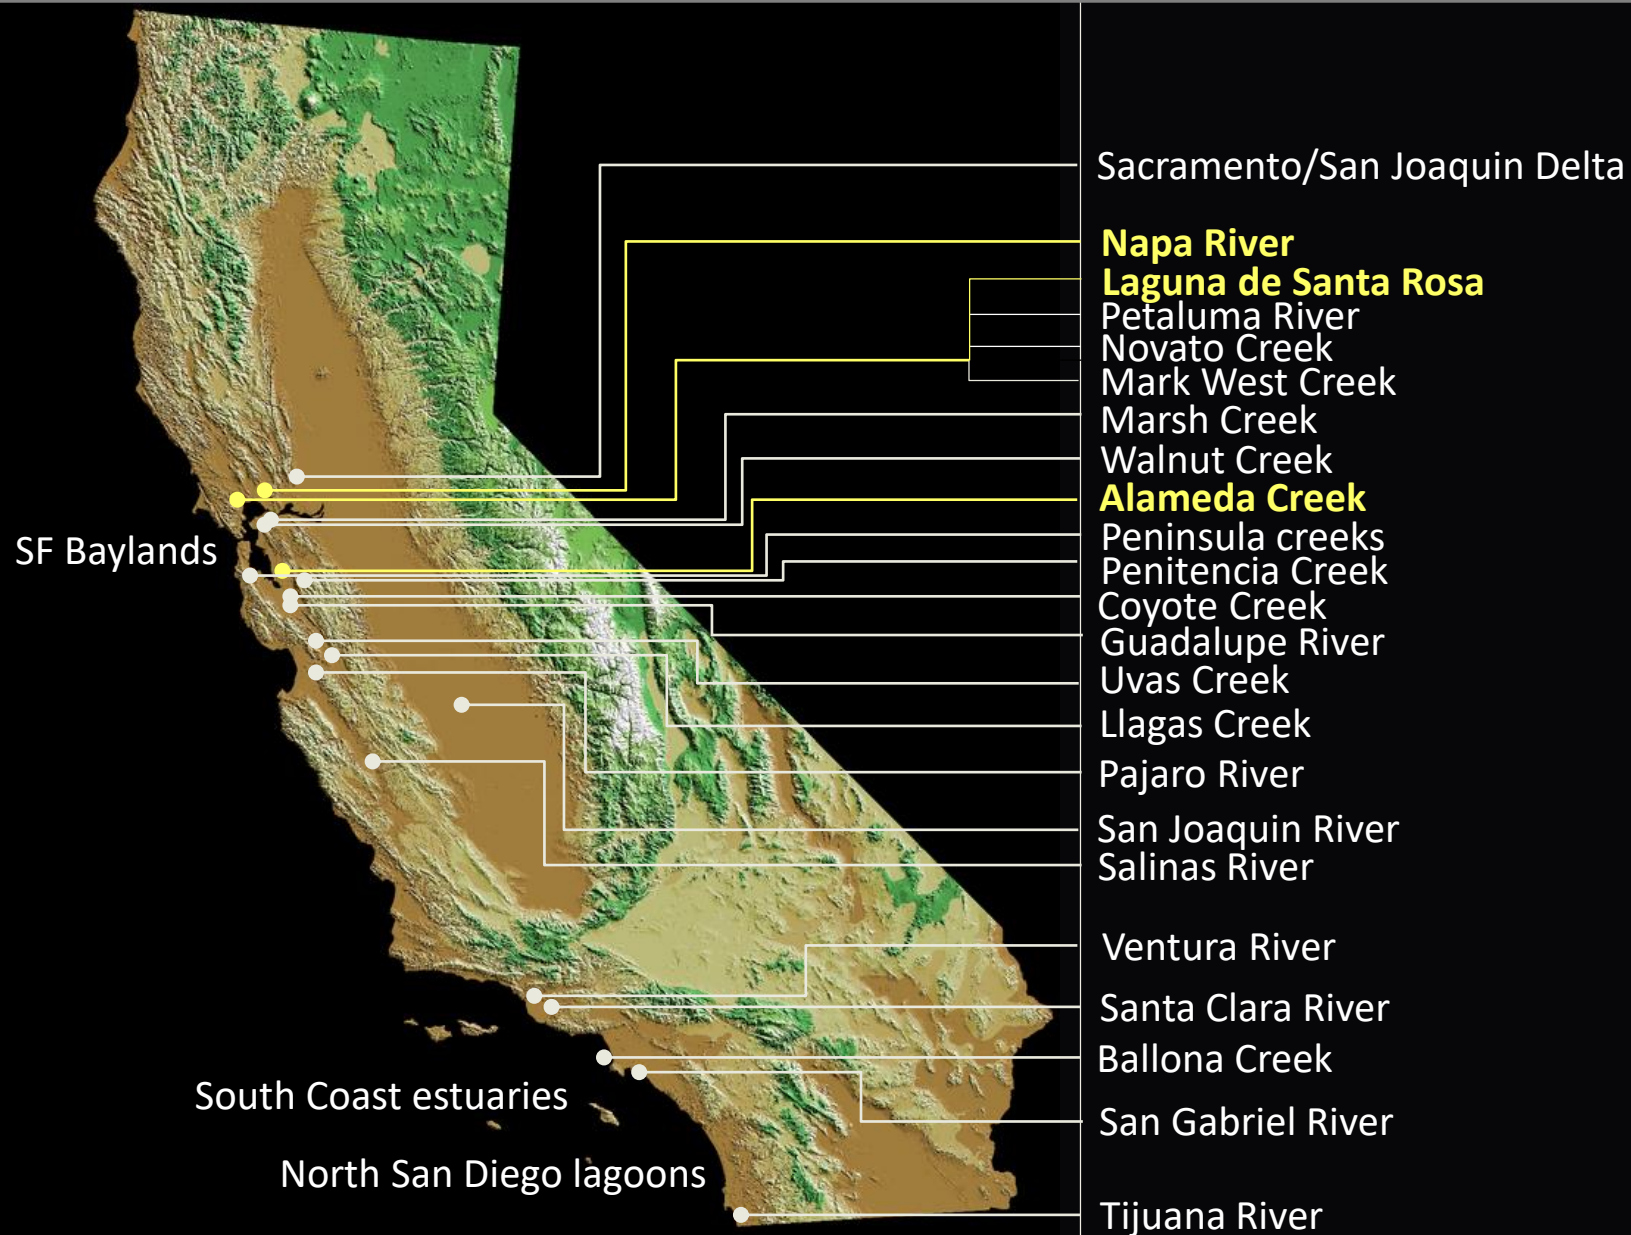 Sacramento/San Joaquin Delta
Napa River
Laguna de Santa Rosa
Petaluma River
Novato Creek
Mark West Creek
Marsh Creek
Walnut Creek
Alameda Creek
Peninsula creeks
SF Baylands
Penitencia Creek
Coyote Creek
Guadalupe River
Uvas Creek
Llagas Creek
Pajaro River
San Joaquin River
Salinas River
Ventura River
Santa Clara River
Ballona Creek
South Coast estuaries
San Gabriel River
North San Diego lagoons
Tijuana River